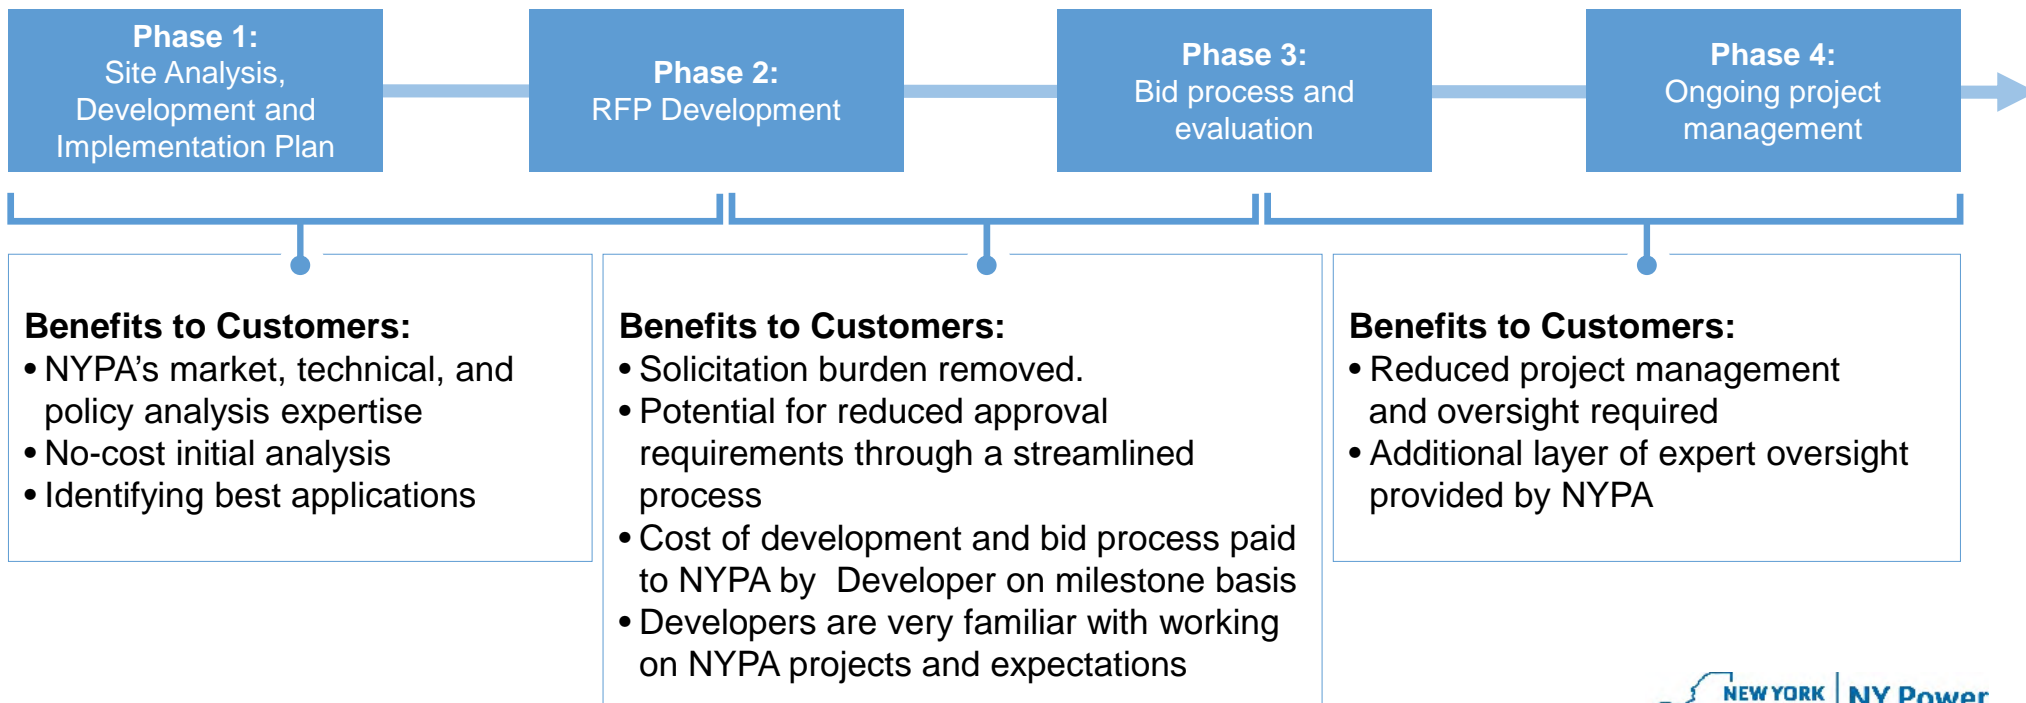 Phase 1:
Site Analysis,
Development and
Implementation Plan
Phase 2:
RFP Development
Phase 3:
Bid process and
evaluation
Phase 4:
Ongoing project
management
Benefits to Customers:
• NYPA’s market, technical, and
policy analysis expertise
• No-cost initial analysis
• Identifying best applications
Benefits to Customers:
• Solicitation burden removed.
• Potential for reduced approval
requirements through a streamlined
process
• Cost of development and bid process paid
to NYPA by  Developer on milestone basis
• Developers are very familiar with working
on NYPA projects and expectations
Benefits to Customers:
• Reduced project management
and oversight required
• Additional layer of expert oversight
provided by NYPA
NEW YORK
NY Power